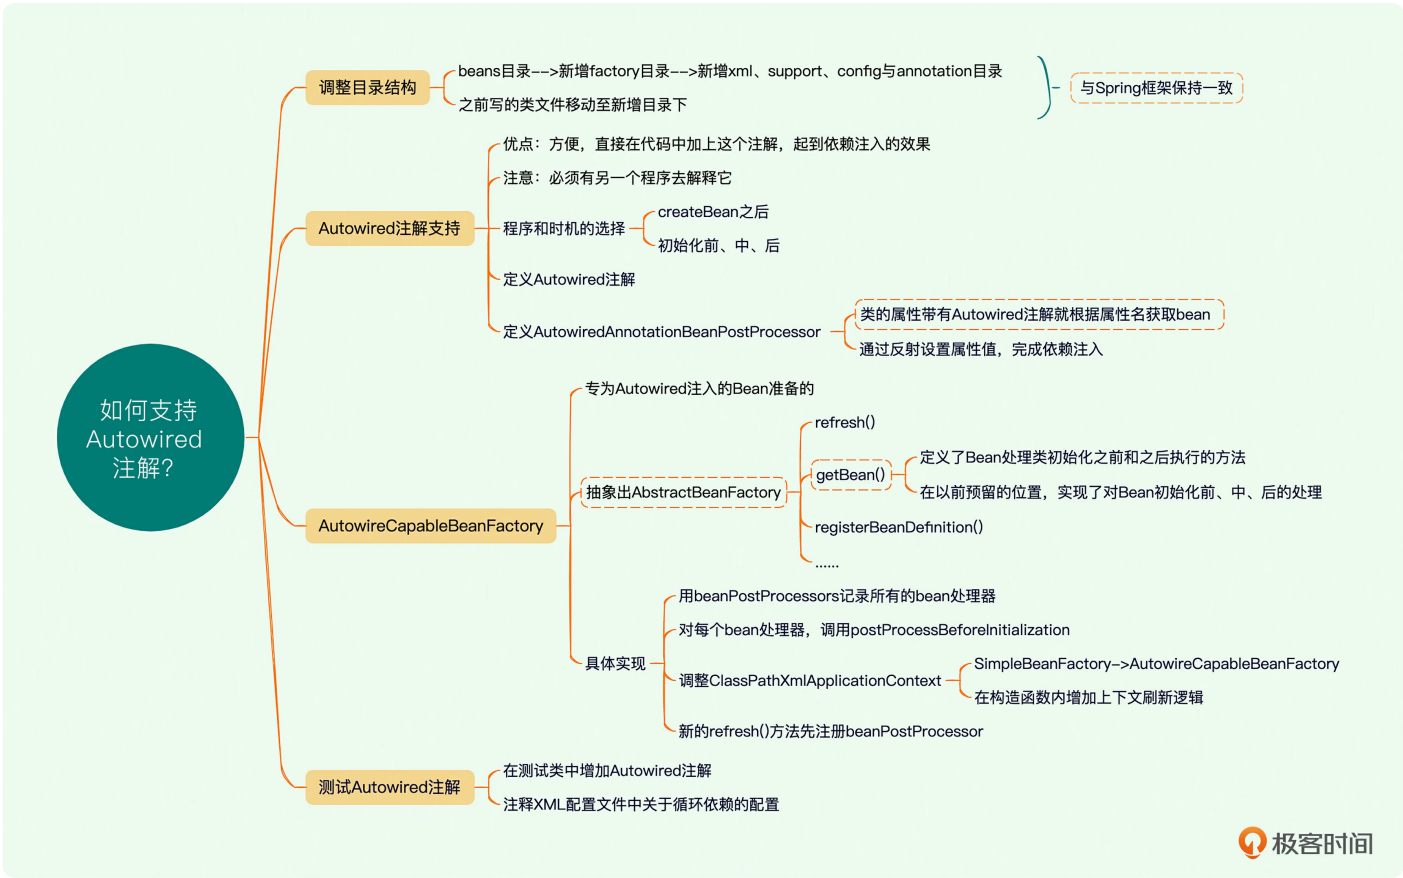 如何支持
Autowired
注解？
调整目录结构
beans目录-->新增factory目录-->新增xml、support、config与annotation目录
之前写的类文件移动至新增目录下
与Spring框架保持一致
Autowired注解支持
优点：方便，直接在代码中加上这个注解，起到依赖注入的效果
注意：必须有另一个程序去解释它
程序和时机的选择
createBean之后
初始化前、中、后
定义Autowired注解
定义AutowiredAnnotationBeanPostProcessor
类的属性带有Autowired注解就根据属性名获取bean
通过反射设置属性值，完成依赖注入
AutowireCapableBeanFactory
专为Autowired注入的Bean准备的
抽象出AbstractBeanFactory
refresh()
getBean()
定义了Bean处理类初始化之前和之后执行的方法
在以前预留的位置，实现了对Bean初始化前、中、后的处理
registerBeanDefinition()
......
具体实现
用beanPostProcessors记录所有的bean处理器
对每个bean处理器，调用postProcessBeforeInitialization
调整ClassPathXmlApplicationContext
SimpleBeanFactory->AutowireCapableBeanFactory
在构造函数内增加上下文刷新逻辑
新的refresh()方法先注册beanPostProcessor
测试Autowired注解
在测试类中增加Autowired注解
注释XML配置文件中关于循环依赖的配置
极客时间